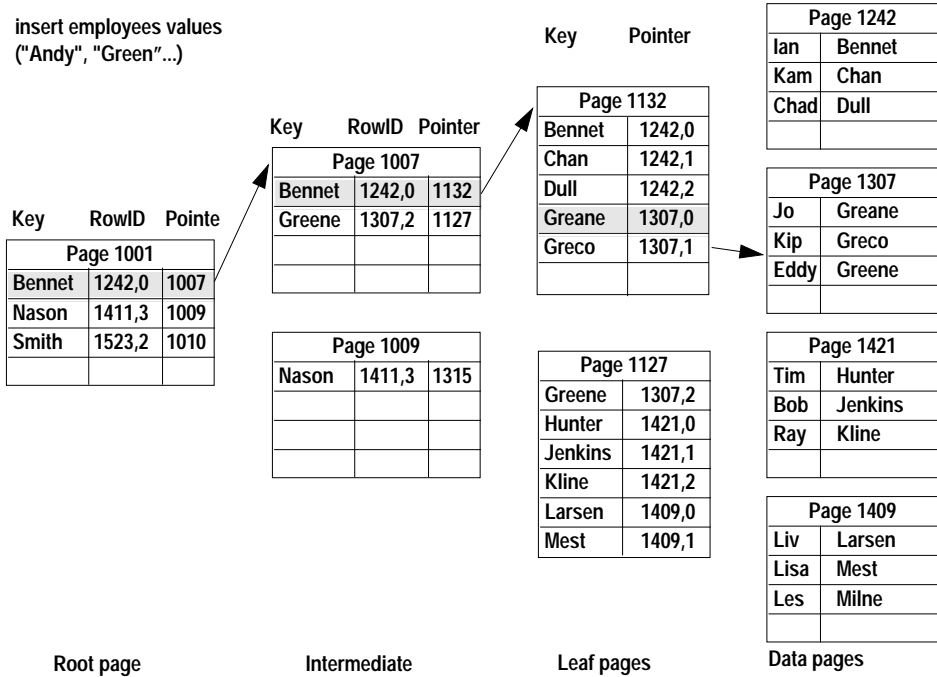 insert employees values
("Andy", "Green”...)
Key RowID Pointe
Page 1001
Bennet 1242,0 1007
Nason 1411,3 1009
Smith 1523,2 1010
Root page
Key RowID Pointer
Page 1007
Bennet 1242,0 1132
Greene 1307,2 1127
Page 1009
Nason 1411,3 1315
Intermediate
Key Pointer
Page 1132
Bennet 1242,0
Chan 1242,1
Dull 1242,2
Greane 1307,0
Greco 1307,1
Page 1127
Greene 1307,2
Hunter 1421,0
Jenkins 1421,1
Kline 1421,2
Larsen 1409,0
Mest 1409,1
Leaf pages
Page 1242
Ian Bennet
Kam Chan
Chad Dull
Page 1307
Jo Greane
Kip Greco
Eddy Greene
Page 1421
Tim Hunter
Bob Jenkins
Ray Kline
Page 1409
Liv Larsen
Lisa Mest
Les Milne
Data pages